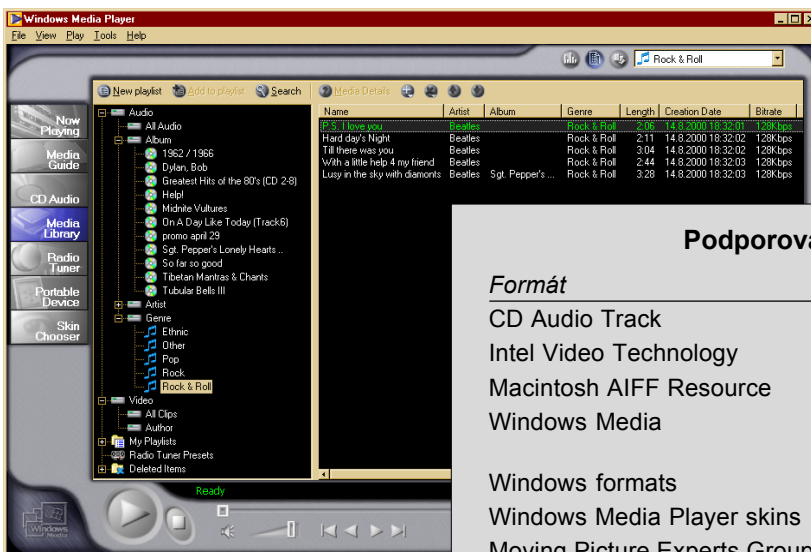 Windows Media Player
File View Play Tools Help
Rock & Roll
New playlist Add to playlist Search Media Details
Now Playing
Media Guide
CD Audio
Media Library
Radio Tuner
Portable Device
Skin Chooser
Audio
All Audio
Album
1962 / 1966
Dylan, Bob
Greatest Hits of the 80's (CD 2-8)
Help!
Midnite Vultures
On A Day Like Today (Track6)
promo april 29
Sgt. Pepper's Lonely Hearts ..
So far so good
Tibetan Mantras & Chants
Tubular Bells III
Artist
Genre
Ethnic
Other
Pop
Rock
Rock & Roll
Video
All Clips
Author
My Playlists
Radio Tuner Presets
Deleted Items
Name Artist Album Genre Length Creation Date Bitrate
P.S. I love you Beatles Rock & Roll 2:06 14.8.2000 18:32:01 128Kbps
Hard day's Night Beatles Rock & Roll 2:11 14.8.2000 18:32:02 128Kbps
Till there was you Beatles Rock & Roll 3:04 14.8.2000 18:32:02 128Kbps
With a little help 4 my friend Beatles Rock & Roll 2:44 14.8.2000 18:32:03 128Kbps
Lusy in the sky with diamonts Beatles Sgt. Pepper's ... Rock & Roll 3:28 14.8.2000 18:32:03 128Kbps
Ready
Windows Media
Podporova
Formát
CD Audio Track
Intel Video Technology
Macintosh AIFF Resource
Windows Media
Windows formats
Windows Media Player skins
Moving Picture Experts Group